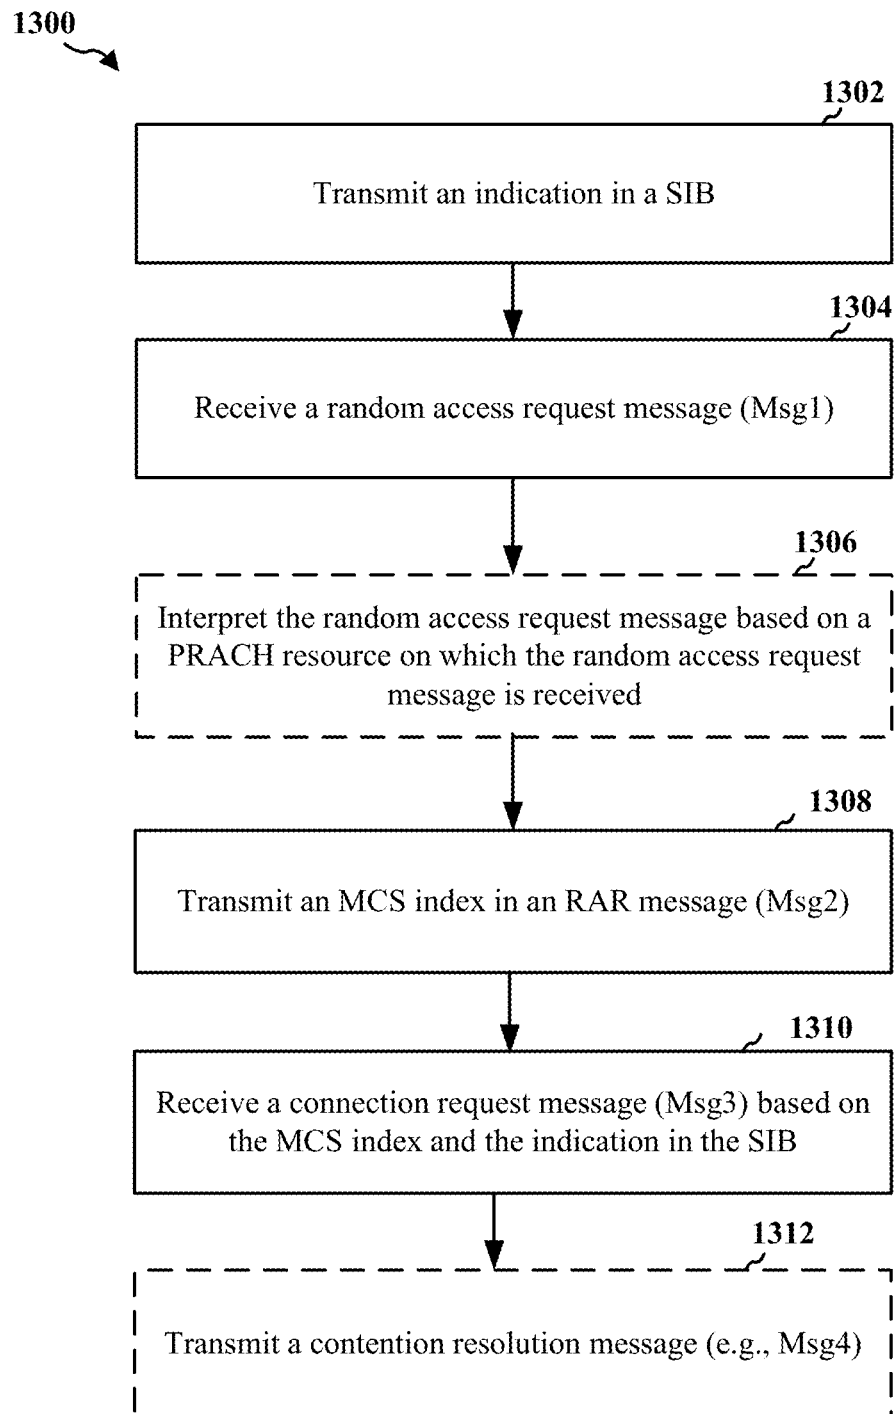 1300
1302
Transmit an indication in a SIB
1304
Receive a random access request message (Msg1)
1306
Interpret the random access request message based on a
PRACH resource on which the random access request
message is received
1308
Transmit an MCS index in an RAR message (Msg2)
1310
Receive a connection request message (Msg3) based on
the MCS index and the indication in the SIB
1312
Transmit a contention resolution message (e.g., Msg4)